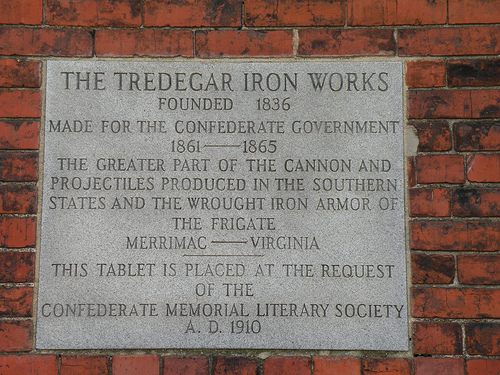 THE TREDEGAR IRON WORKS
FOUNDED 1836
MADE FOR THE CONFEDERATE GOVERNMENT
1861——1865
THE GREATER PART OF THE CANNON AND
PROJECTILES PRODUCED IN THE SOUTHERN
STATES AND THE WROUGHT IRON ARMOR OF
THE FRIGATE
MERRIMAC——VIRGINIA
THIS TABLET IS PLACED AT THE REQUEST
OF THE
CONFEDERATE MEMORIAL LITERARY SOCIETY
A. D. 1910